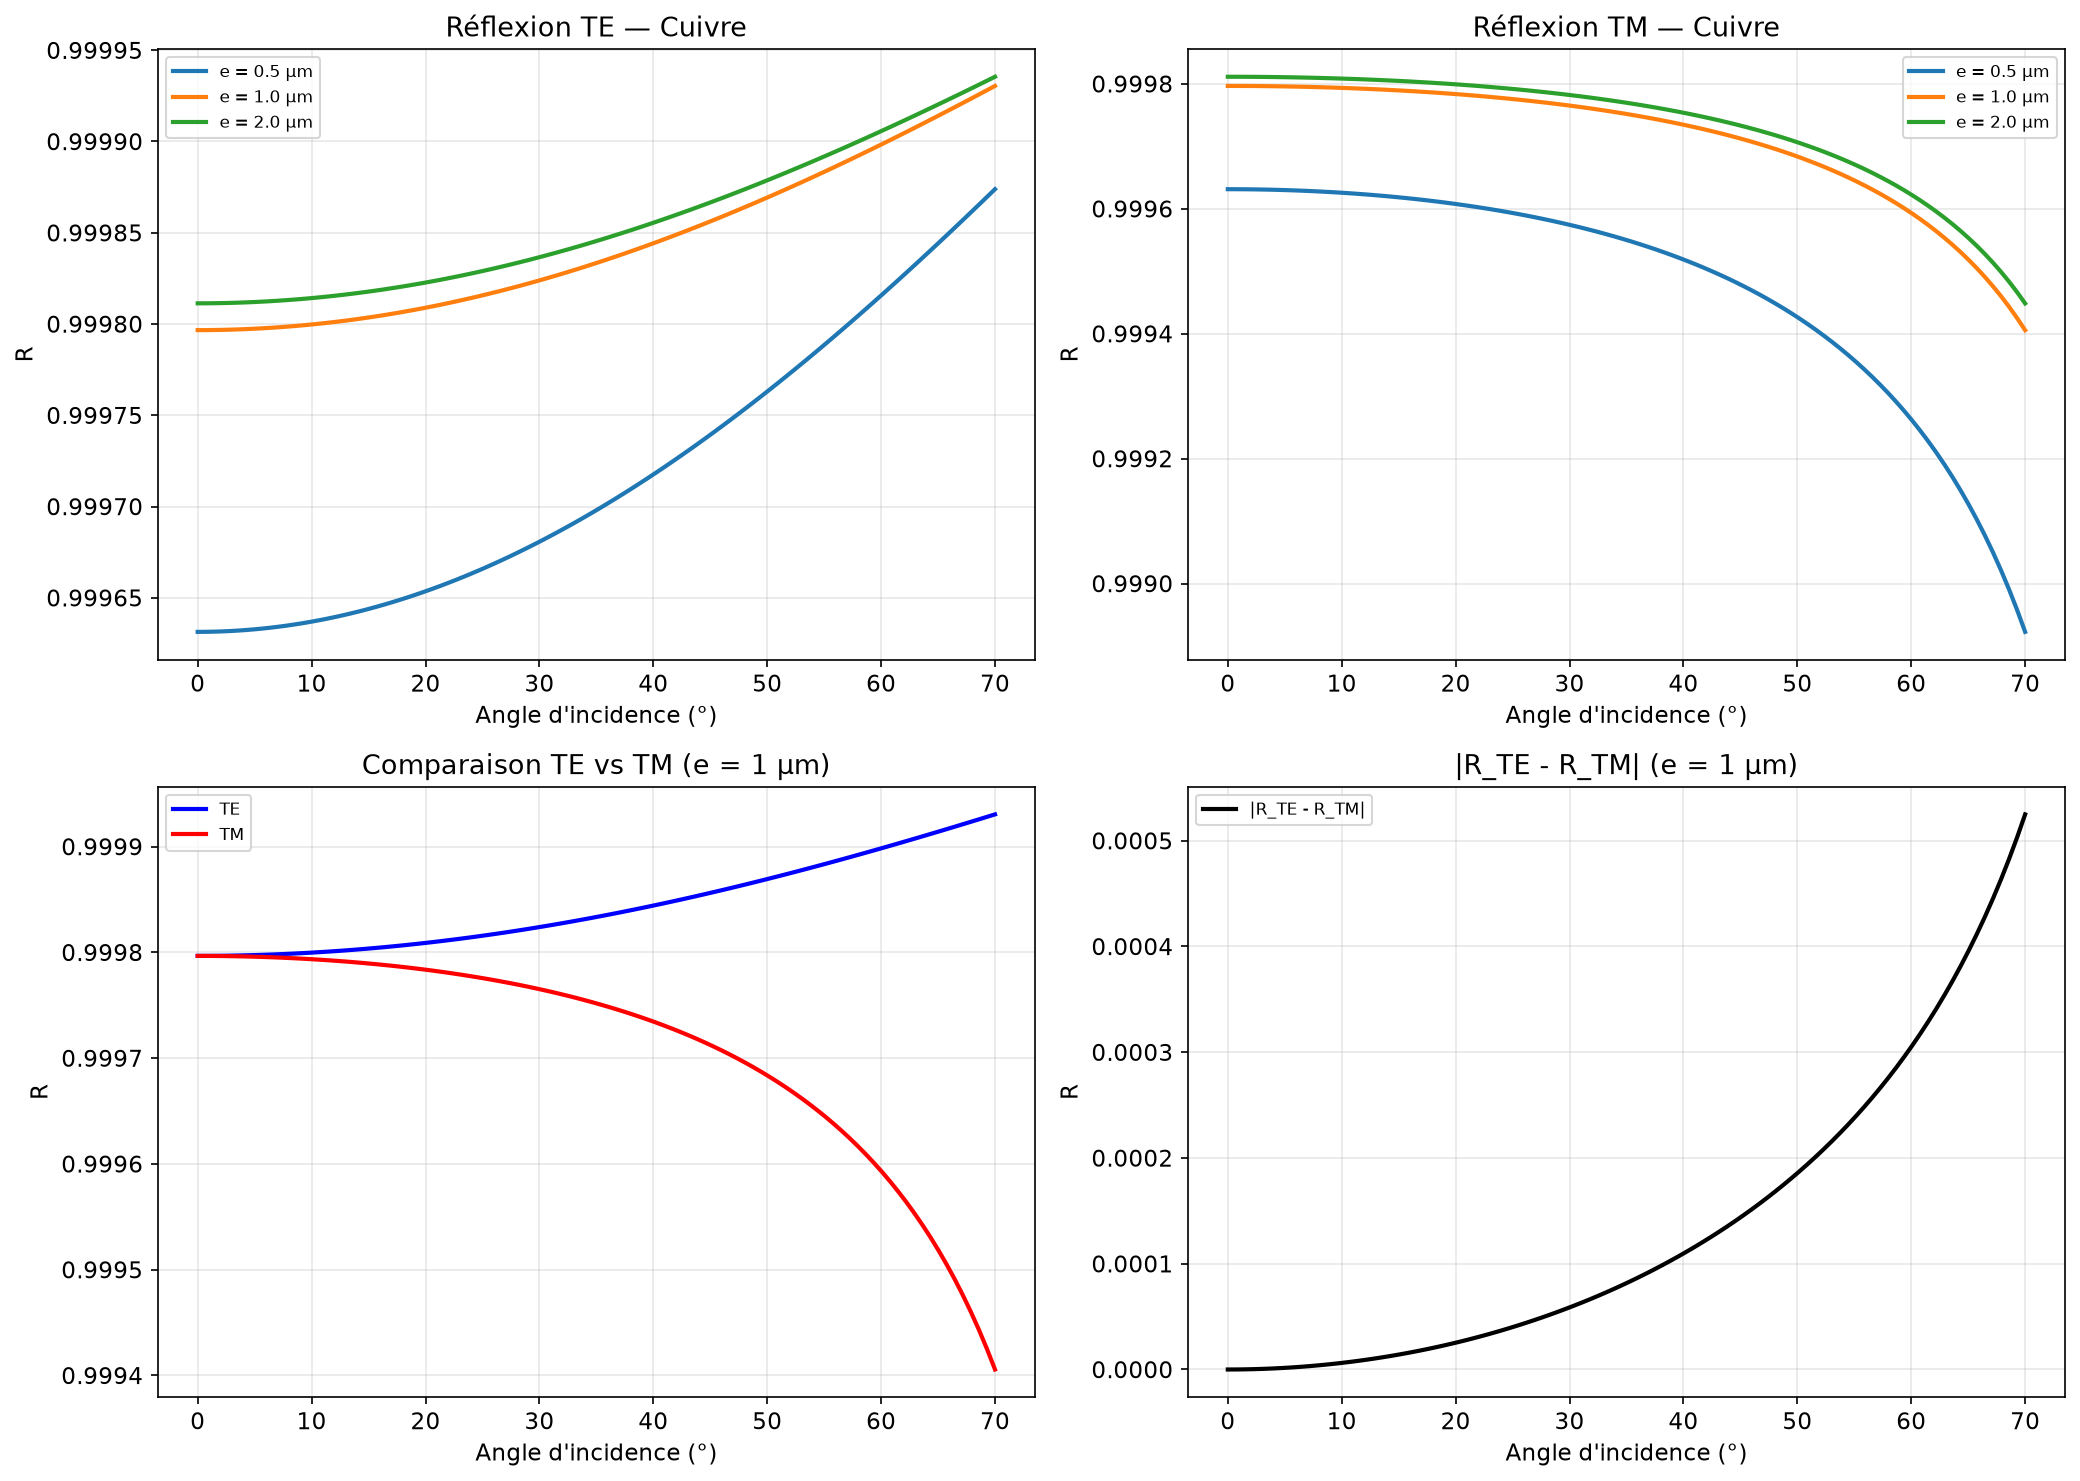 Réflexion TE — Cuivre
0.99995
0.99990
0.99985
0.99980
0.99975
0.99970
0.99965
R
e = 0.5 µm
e = 1.0 µm
e = 2.0 µm
0 10 20 30 40 50 60 70
Angle d'incidence (°)
Réflexion TM — Cuivre
0.9998
0.9996
0.9994
0.9992
0.9990
R
e = 0.5 µm
e = 1.0 µm
e = 2.0 µm
0 10 20 30 40 50 60 70
Angle d'incidence (°)
Comparaison TE vs TM (e = 1 µm)
TE
TM
0.9999
0.9998
0.9997
0.9996
0.9995
0.9994
R
0 10 20 30 40 50 60 70
Angle d'incidence (°)
|R_TE - R_TM| (e = 1 µm)
|R_TE - R_TM|
0.0005
0.0004
0.0003
0.0002
0.0001
0.0000
R
0 10 20 30 40 50 60 70
Angle d'incidence (°)